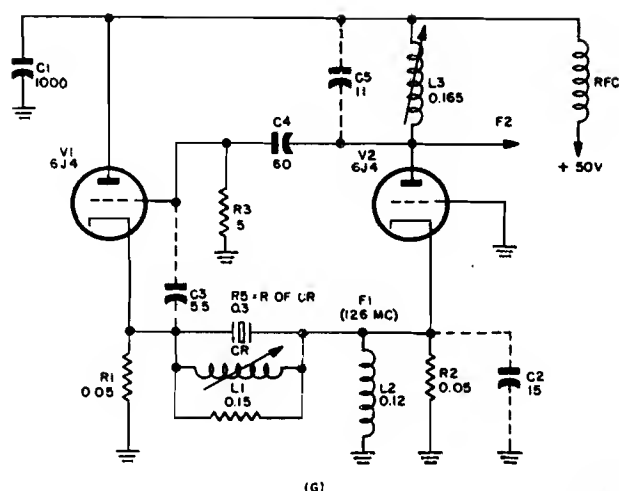 C1
1000
C5
11
L3
0.165
RFC
C4
60
F2
V1
6J4
V2
6J4
+ 50V
R3
5
C3
5.5
R5 = R OF CR
0.3
F1
(126 MC)
CR
R1
0.05
L1
0.15
L2
0.12
R2
0.05
C2
15
(G)